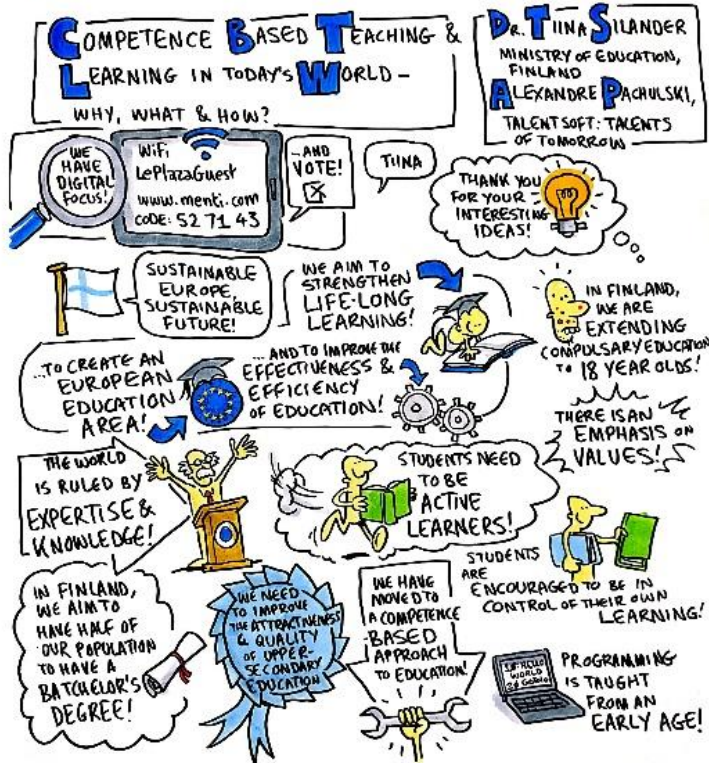 COMPETENCE BASED TEACHING &
LEARNING IN TODAY'S WORLD –
WHY, WHAT & HOW?
DR. TIINA SILANDER
MINISTRY OF EDUCATION,
FINLAND
ALEXANDRE PACHULSKI,
TALENTSOFT: TALENTS
OF TOMORROW
WE
HAVE
DIGITAL
FOCUS!
WiFi
LePlazaGuest
www.menti.com
CODE: 52 71 43
...AND
VOTE!
TIINA
THANK YOU
FOR YOUR
INTERESTING
IDEAS!
SUSTAINABLE
EUROPE,
SUSTAINABLE
FUTURE!
WE AIM TO
STRENGTHEN
LIFE-LONG
LEARNING!
IN FINLAND,
WE ARE
EXTENDING
COMPULSARY EDUCATION
TO 18 YEAR OLDS!
...TO CREATE AN
EUROPEAN
EDUCATION
AREA!
... AND TO IMPROVE THE
EFFECTIVENESS &
EFFICIENCY
OF EDUCATION!
THERE IS AN
EMPHASIS ON
VALUES!
THE WORLD
IS RULED BY
EXPERTISE &
KNOWLEDGE!
STUDENTS NEED
TO BE
ACTIVE
LEARNERS!
STUDENTS
ARE
ENCOURAGED TO BE IN
CONTROL OF THEIR OWN
LEARNING!
IN FINLAND,
WE AIM TO
HAVE HALF OF
OUR POPULATION
TO HAVE A
BATCHELOR'S
DEGREE!
WE NEED
TO IMPROVE
THE ATTRACTIVENESS
& QUALITY
OF UPPER-
SECONDARY
EDUCATION
WE HAVE
MOVED TO
A COMPETENCE
-BASED
APPROACH
TO EDUCATION!
HELLO
WORLD
PROGRAMMING
IS TAUGHT
FROM AN
EARLY AGE!